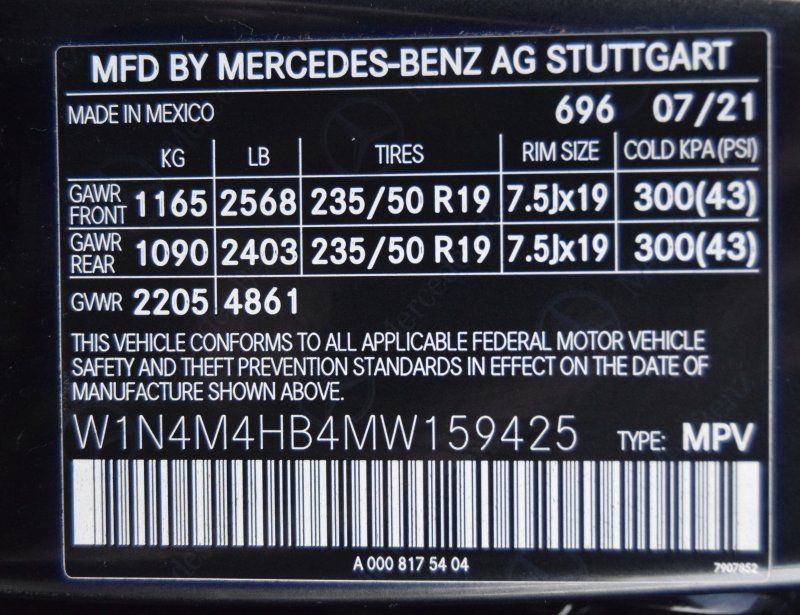 MFD BY MERCEDES-BENZ AG STUTTGART
MADE IN MEXICO 696 07/21
KG LB TIRES RIM SIZE COLD KPA(PSI)
GAWR FRONT 1165 2568 235/50 R19 7.5Jx19 300(43)
GAWR REAR 1090 2403 235/50 R19 7.5Jx19 300(43)
GVWR 2205 4861
THIS VEHICLE CONFORMS TO ALL APPLICABLE FEDERAL MOTOR VEHICLE
SAFETY AND THEFT PREVENTION STANDARDS IN EFFECT ON THE DATE OF
MANUFACTURE SHOWN ABOVE.
W1N4M4HB4MW159425 TYPE: MPV
A 000 817 54 04 7907852